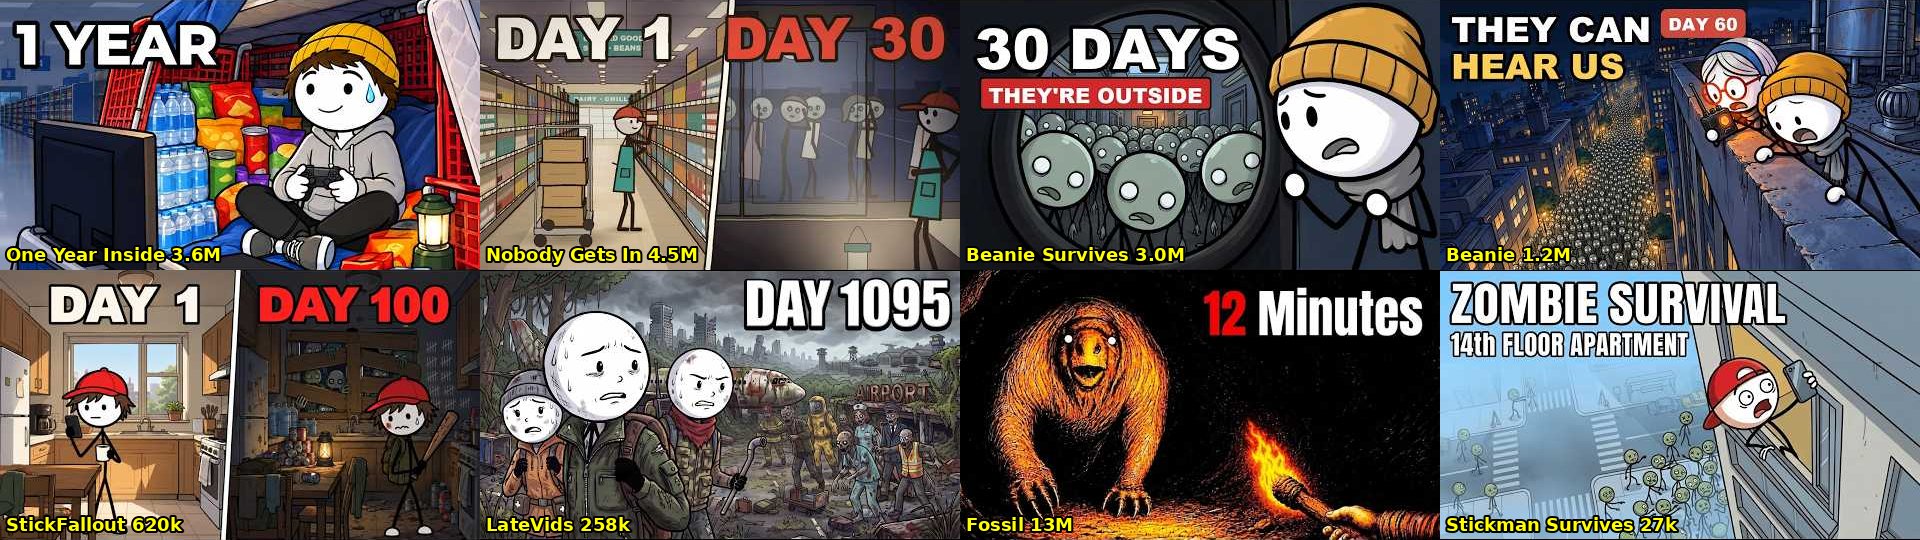 1 YEAR
One Year Inside 3.6M
DAY 1
DAY 30
Nobody Gets In 4.5M
30 DAYS
THEY'RE OUTSIDE
Beanie Survives 3.0M
THEY CAN
HEAR US
DAY 60
Beanie 1.2M
DAY 1
DAY 100
StickFallout 620k
DAY 1095
AIRPORT
LateVids 258k
12 Minutes
Fossil 13M
ZOMBIE SURVIVAL
14th FLOOR APARTMENT
Stickman Survives 27k